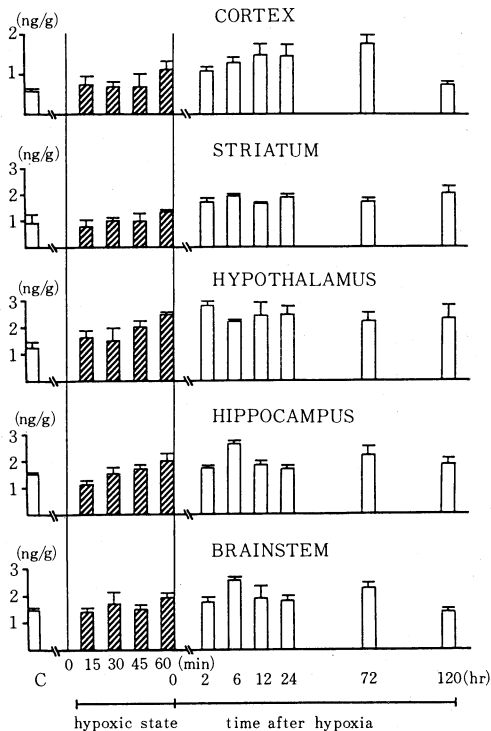 CORTEX
(ng/g)
2
1
STRIATUM
(ng/g)
3
2
1
HYPOTHALAMUS
(ng/g)
3
2
1
HIPPOCAMPUS
(ng/g)
3
2
1
BRAINSTEM
(ng/g)
3
2
1
0 15 30 45 60 (min)
C 0 2 6 12 24 72 120 (hr)
hypoxic state time after hypoxia